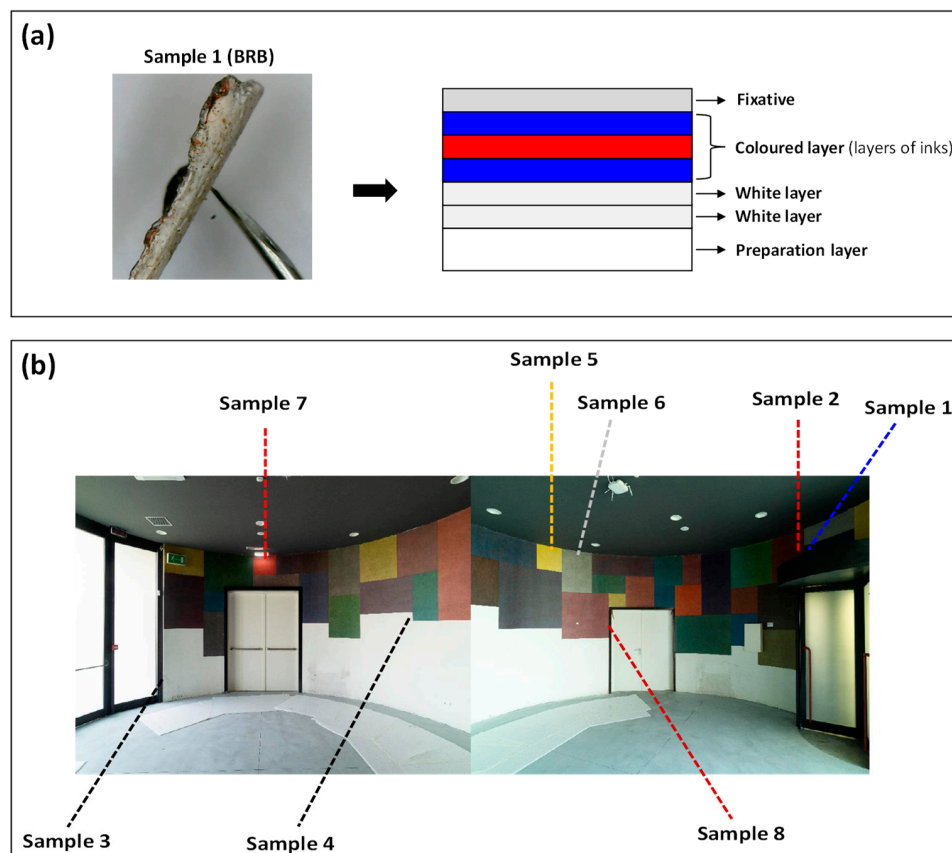 (a)
Sample 1 (BRB)
Fixative
Coloured layer (layers of inks)
White layer
White layer
Preparation layer
(b)
Sample 5
Sample 7
Sample 6
Sample 2
Sample 1
Sample 3
Sample 4
Sample 8